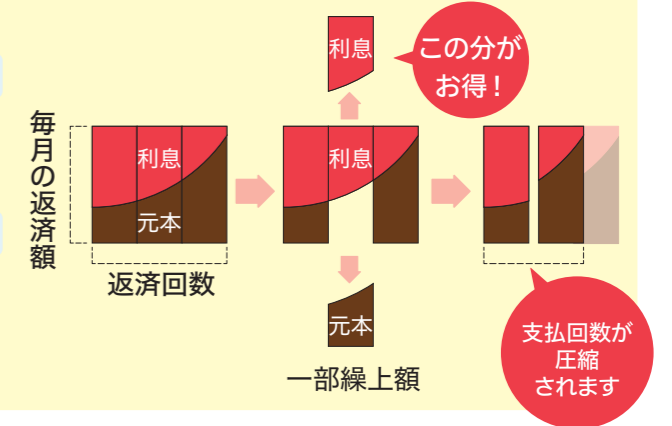 利息
この分が
お得!
毎月の返済額
利息
元本
返済回数
利息
元本
一部繰上額
支払回数が
圧縮
されます